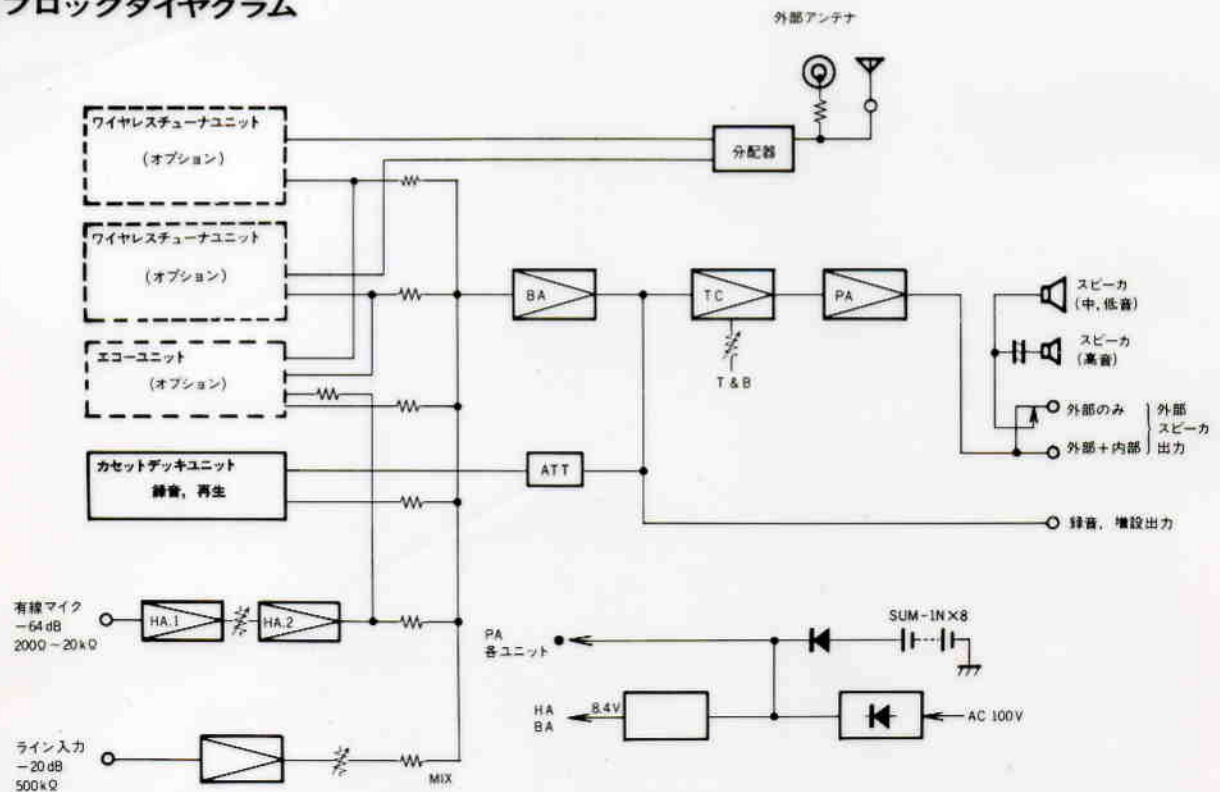 ブロックダイヤグラム
外部アンテナ
ワイヤレスチューナユニット
(オプション)
分配器
ワイヤレスチューナユニット
(オプション)
BA
TC
PA
T & B
スピーカ
(中,低音)
スピーカ
(高音)
エコーユニット
(オプション)
外部のみ
外部+内部
外部
スピーカ
出力
カセットデッキユニット
録音,再生
ATT
録音,増設出力
有線マイク
-64dB
200Ω~20kΩ
HA.1
HA.2
PA
各ユニット
SUM-1N×8
HA
BA
8.4V
AC 100V
ライン入力
-20dB
500kΩ
MIX